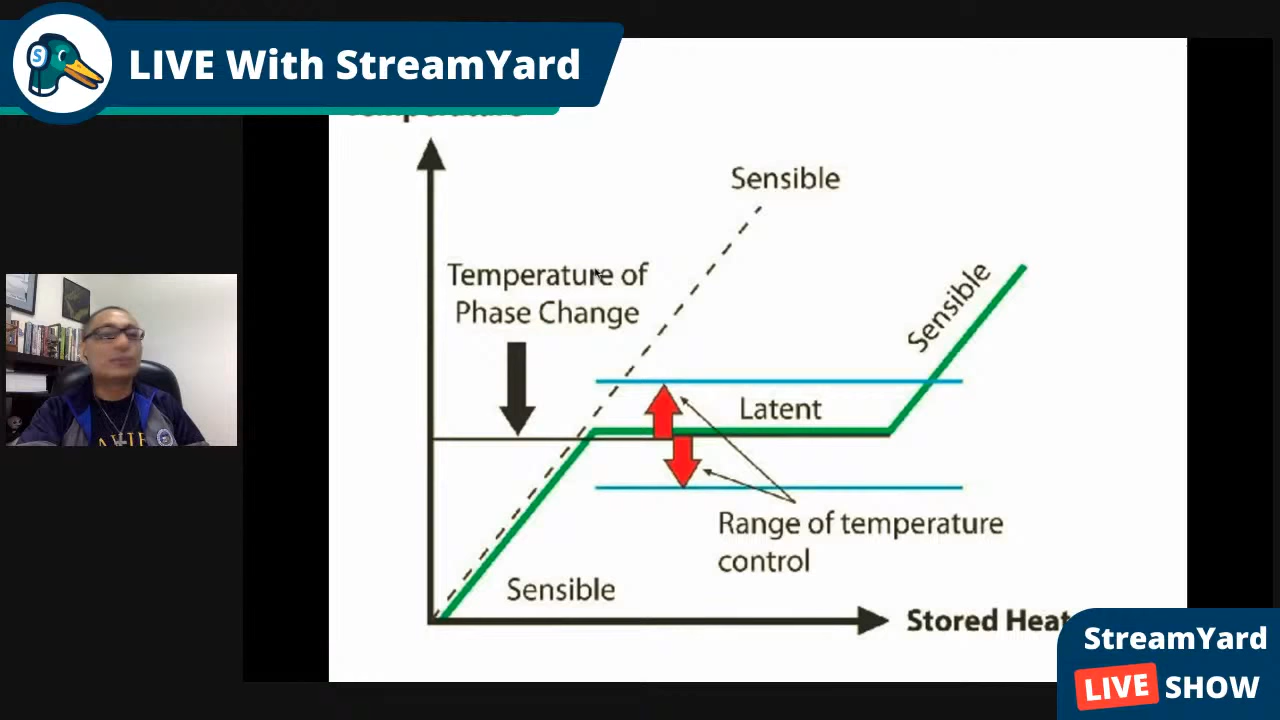 LIVE With StreamYard
Sensible
Temperature of
Phase Change
Sensible
Latent
Range of temperature
control
Sensible
Stored Heat
StreamYard
LIVE SHOW